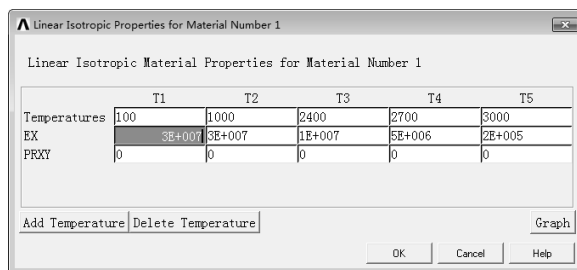 Linear Isotropic Properties for Material Number 1
Linear Isotropic Material Properties for Material Number 1
T1 T2 T3 T4 T5
Temperatures 100 1000 2400 2700 3000
EX 3E+007 3E+007 1E+007 5E+006 2E+005
PRXY 0 0 0 0 0
Add Temperature Delete Temperature Graph
OK Cancel Help